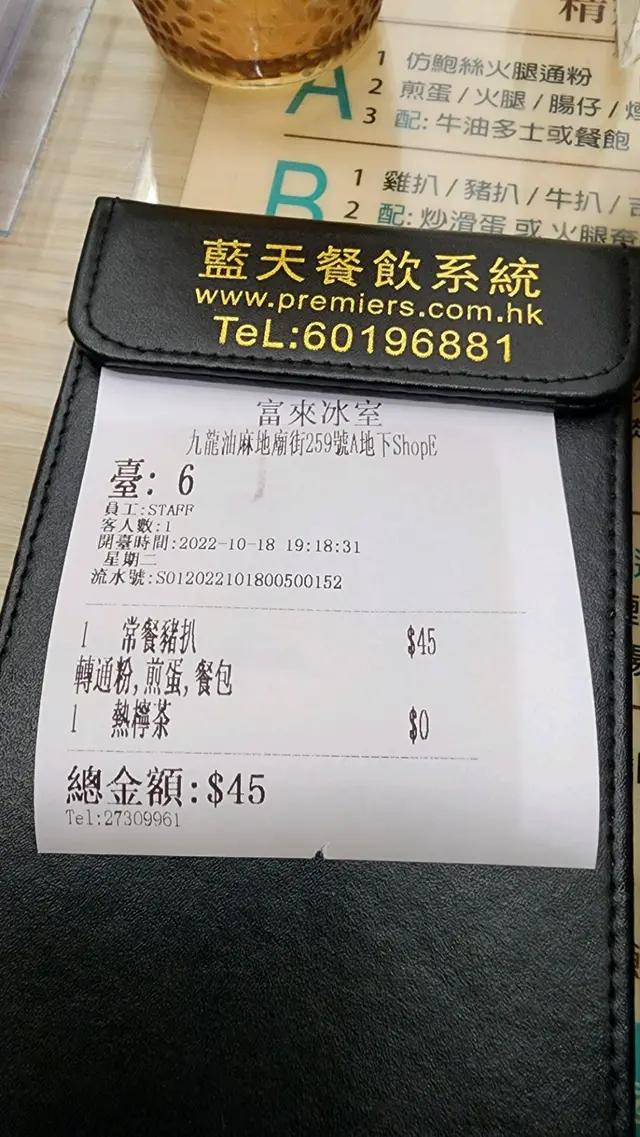 精
A
1 仿鮑絲火腿通粉
2 煎蛋/火腿/腸仔/
3 配:牛油多士或餐飽
B
1 雞扒/豬扒/牛扒/
2 配:炒滑蛋 或 火腿
藍天餐飲系統
www.premiers.com.hk
TeL:60196881
富來冰室
九龍油麻地廟街259號A地下ShopE
臺: 6
員工:STAFF
客人數:1
開臺時間:2022-10-18 19:18:31
星期二
流水號:S012022101800500152
1 常餐豬扒 $45
轉通粉,煎蛋,餐包
1 熱檸茶 $0
總金額:$45
Tel:27309961